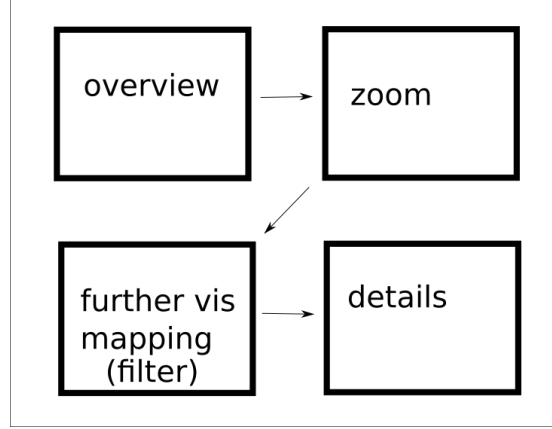 overview
zoom
further vis
mapping
(filter)
details